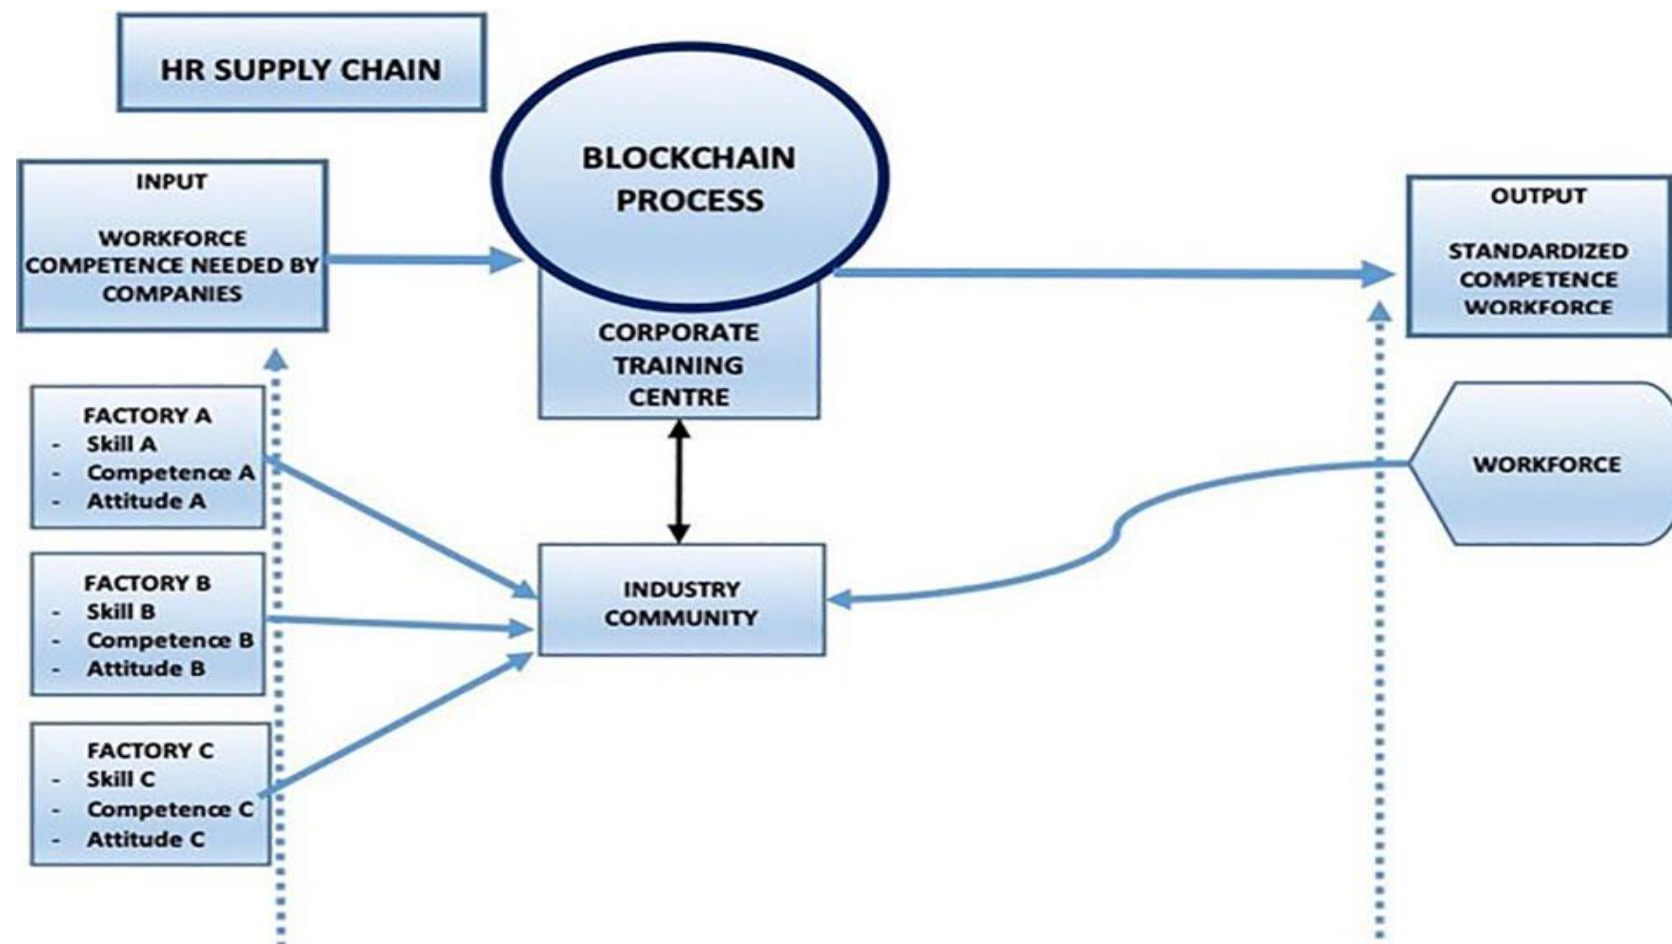 HR SUPPLY CHAIN
BLOCKCHAIN
PROCESS
INPUT
WORKFORCE
COMPETENCE NEEDED BY
COMPANIES
OUTPUT
STANDARDIZED
COMPETENCE
WORKFORCE
CORPORATE
TRAINING
CENTRE
FACTORY A
- Skill A
- Competence A
- Attitude A
WORKFORCE
FACTORY B
- Skill B
- Competence B
- Attitude B
INDUSTRY
COMMUNITY
FACTORY C
- Skill C
- Competence C
- Attitude C